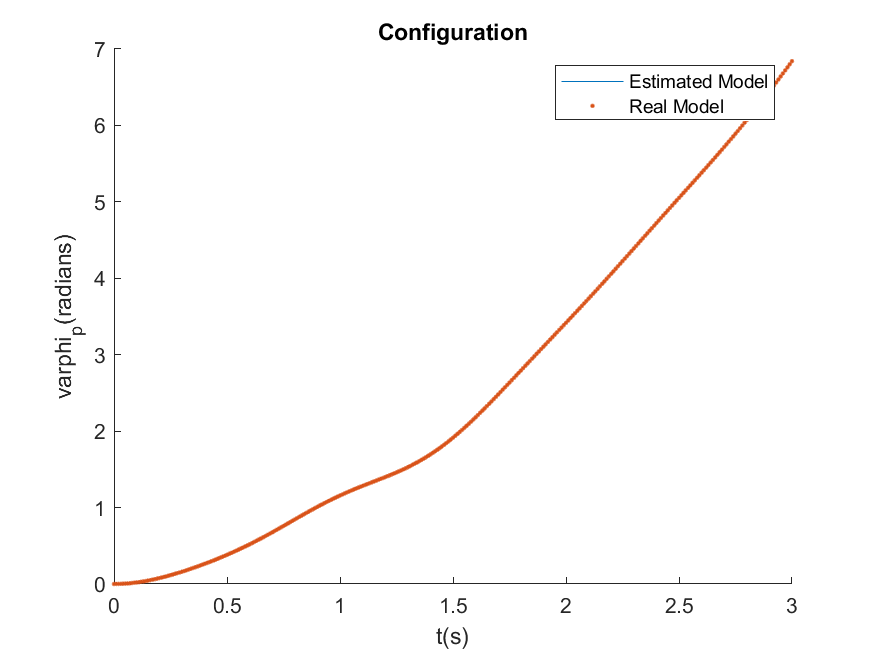 Configuration
7
6
5
4
3
2
1
0
varphi_p(radians)
Estimated Model
Real Model
0 0.5 1 1.5 2 2.5 3
t(s)